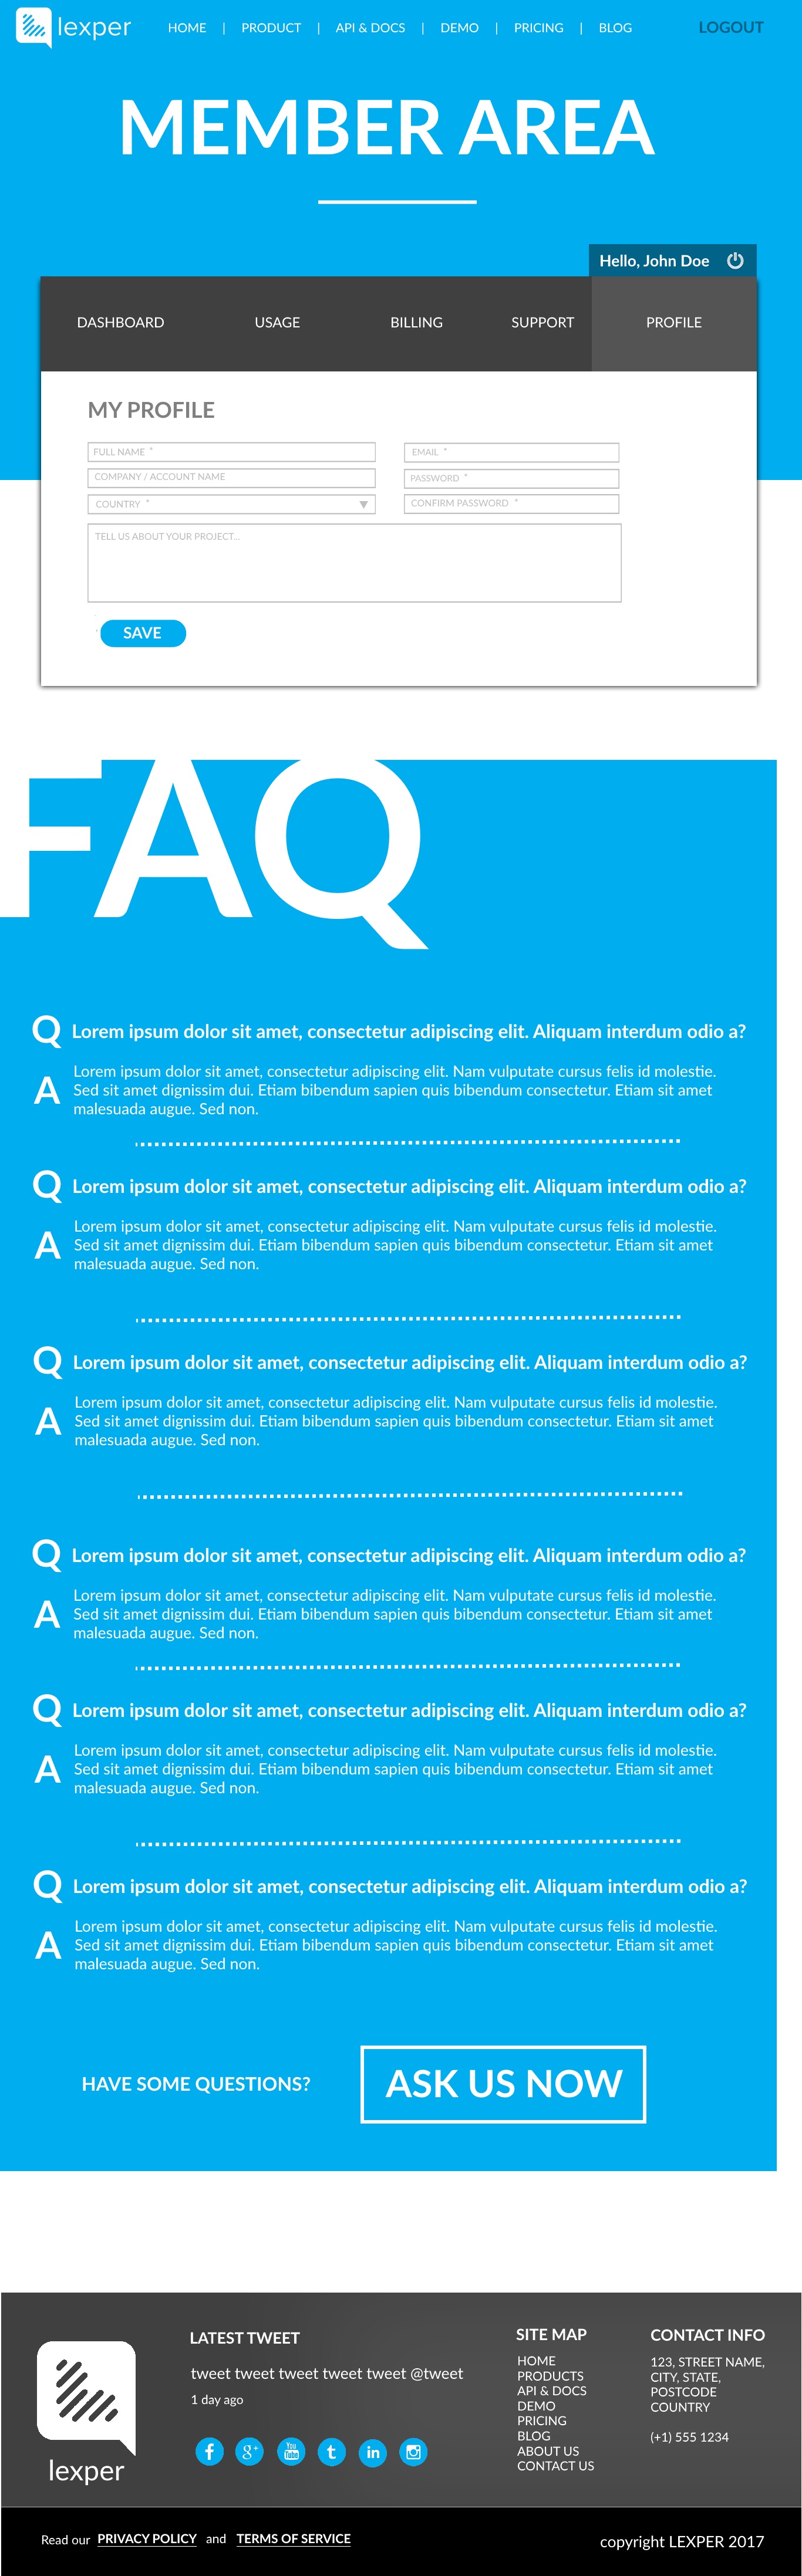 lexper
HOME | PRODUCT | API & DOCS | DEMO | PRICING | BLOG
LOGOUT
MEMBER AREA
Hello, John Doe
DASHBOARD
USAGE
BILLING
SUPPORT
PROFILE
MY PROFILE
FULL NAME *
EMAIL *
COMPANY / ACCOUNT NAME
PASSWORD *
COUNTRY *
CONFIRM PASSWORD *
TELL US ABOUT YOUR PROJECT...
SAVE
FAQ
Q Lorem ipsum dolor sit amet, consectetur adipiscing elit. Aliquam interdum odio a?
A Lorem ipsum dolor sit amet, consectetur adipiscing elit. Nam vulputate cursus felis id molestie.
Sed sit amet dignissim dui. Etiam bibendum sapien quis bibendum consectetur. Etiam sit amet
malesuada augue. Sed non.
Q Lorem ipsum dolor sit amet, consectetur adipiscing elit. Aliquam interdum odio a?
A Lorem ipsum dolor sit amet, consectetur adipiscing elit. Nam vulputate cursus felis id molestie.
Sed sit amet dignissim dui. Etiam bibendum sapien quis bibendum consectetur. Etiam sit amet
malesuada augue. Sed non.
Q Lorem ipsum dolor sit amet, consectetur adipiscing elit. Aliquam interdum odio a?
A Lorem ipsum dolor sit amet, consectetur adipiscing elit. Nam vulputate cursus felis id molestie.
Sed sit amet dignissim dui. Etiam bibendum sapien quis bibendum consectetur. Etiam sit amet
malesuada augue. Sed non.
Q Lorem ipsum dolor sit amet, consectetur adipiscing elit. Aliquam interdum odio a?
A Lorem ipsum dolor sit amet, consectetur adipiscing elit. Nam vulputate cursus felis id molestie.
Sed sit amet dignissim dui. Etiam bibendum sapien quis bibendum consectetur. Etiam sit amet
malesuada augue. Sed non.
Q Lorem ipsum dolor sit amet, consectetur adipiscing elit. Aliquam interdum odio a?
A Lorem ipsum dolor sit amet, consectetur adipiscing elit. Nam vulputate cursus felis id molestie.
Sed sit amet dignissim dui. Etiam bibendum sapien quis bibendum consectetur. Etiam sit amet
malesuada augue. Sed non.
Q Lorem ipsum dolor sit amet, consectetur adipiscing elit. Aliquam interdum odio a?
A Lorem ipsum dolor sit amet, consectetur adipiscing elit. Nam vulputate cursus felis id molestie.
Sed sit amet dignissim dui. Etiam bibendum sapien quis bibendum consectetur. Etiam sit amet
malesuada augue. Sed non.
HAVE SOME QUESTIONS?
ASK US NOW
lexper
LATEST TWEET
tweet tweet tweet tweet tweet @tweet
1 day ago
f
g+
You Tube
t
in
SITE MAP
HOME
PRODUCTS
API & DOCS
DEMO
PRICING
BLOG
ABOUT US
CONTACT US
CONTACT INFO
123, STREET NAME,
CITY, STATE,
POSTCODE
COUNTRY
(+1) 555 1234
Read our PRIVACY POLICY and TERMS OF SERVICE
copyright LEXPER 2017